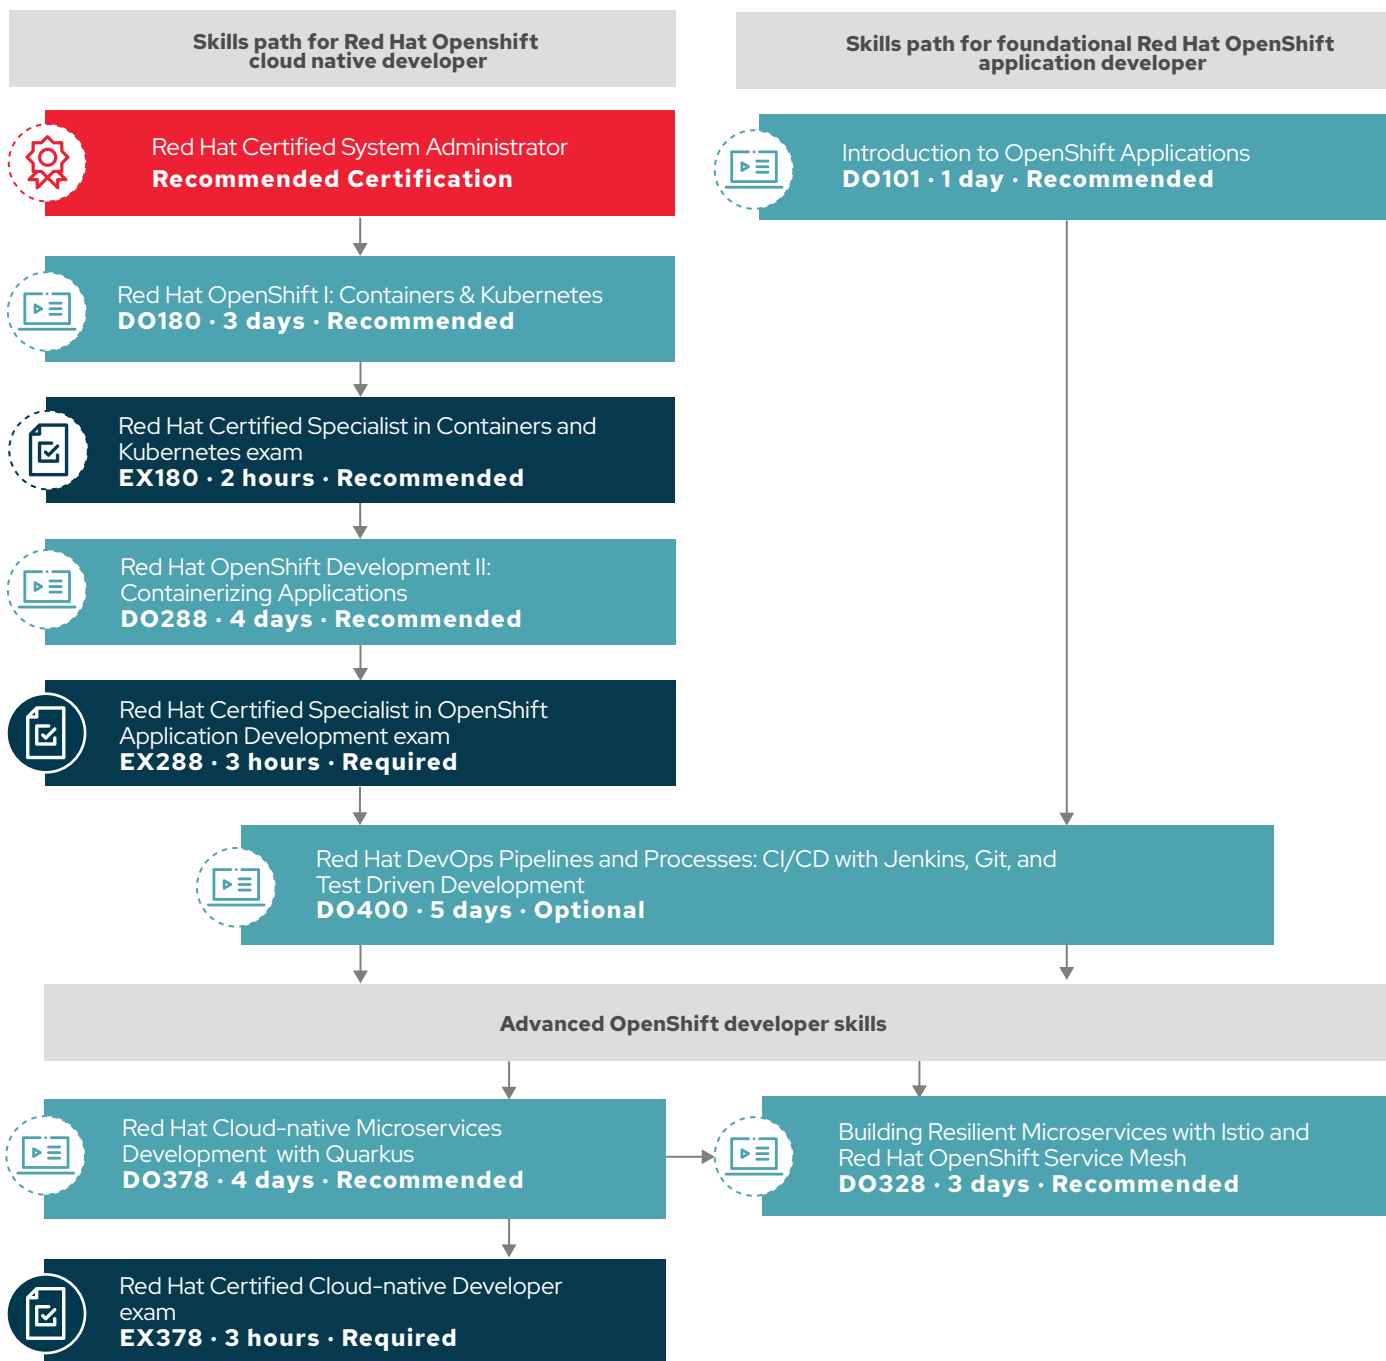 Skills path for Red Hat Openshift
cloud native developer
Skills path for foundational Red Hat OpenShift
application developer
Red Hat Certified System Administrator
Recommended Certification
Introduction to OpenShift Applications
DO101 · 1 day · Recommended
Red Hat OpenShift I: Containers & Kubernetes
DO180 · 3 days · Recommended
Red Hat Certified Specialist in Containers and
Kubernetes exam
EX180 · 2 hours · Recommended
Red Hat OpenShift Development II:
Containerizing Applications
DO288 · 4 days · Recommended
Red Hat Certified Specialist in OpenShift
Application Development exam
EX288 · 3 hours · Required
Red Hat DevOps Pipelines and Processes: CI/CD with Jenkins, Git, and
Test Driven Development
DO400 · 5 days · Optional
Advanced OpenShift developer skills
Red Hat Cloud-native Microservices
Development with Quarkus
DO378 · 4 days · Recommended
Building Resilient Microservices with Istio and
Red Hat OpenShift Service Mesh
DO328 · 3 days · Recommended
Red Hat Certified Cloud-native Developer
exam
EX378 · 3 hours · Required